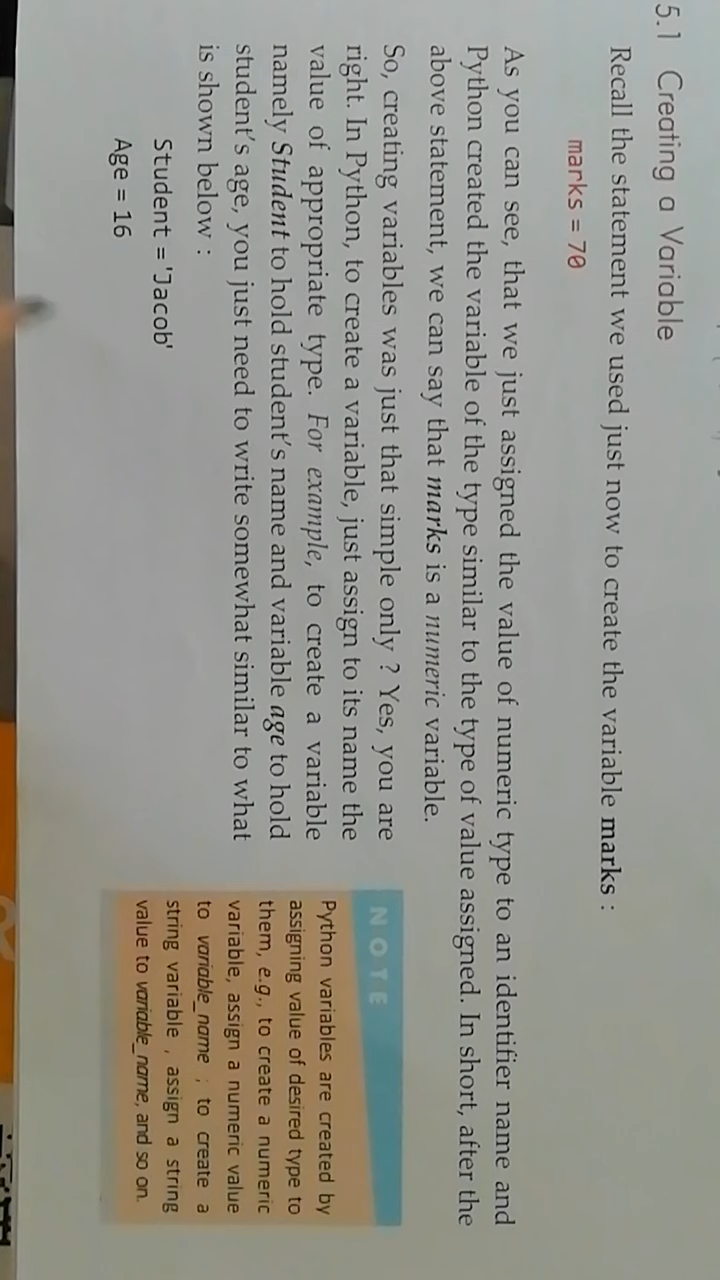 5.1 Creating a Variable
Recall the statement we used just now to create the variable marks :
marks = 70
As you can see, that we just assigned the value of numeric type to an identifier name and
Python created the variable of the type similar to the type of value assigned. In short, after the
above statement, we can say that marks is a numeric variable.
So, creating variables was just that simple only ? Yes, you are
right. In Python, to create a variable, just assign to its name the
value of appropriate type. For example, to create a variable
namely Student to hold student's name and variable age to hold
student's age, you just need to write somewhat similar to what
is shown below :
Student = 'Jacob'
Age = 16
NOTE
Python variables are created by
assigning value of desired type to
them, e.g., to create a numeric
variable, assign a numeric value
to variable_name ; to create a
string variable , assign a string
value to variable_name, and so on.